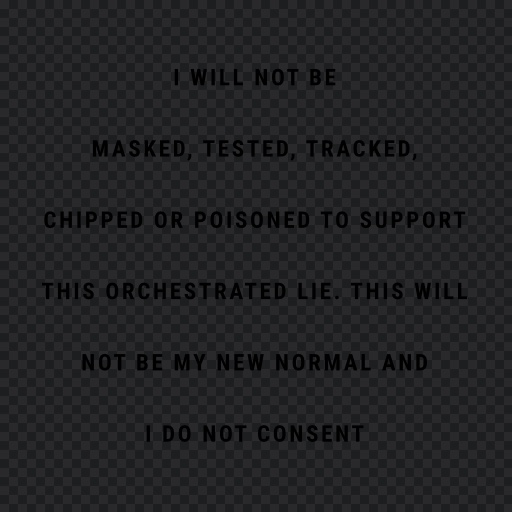 I WILL NOT BE
MASKED, TESTED, TRACKED,
CHIPPED OR POISONED TO SUPPORT
THIS ORCHESTRATED LIE. THIS WILL
NOT BE MY NEW NORMAL AND
I DO NOT CONSENT